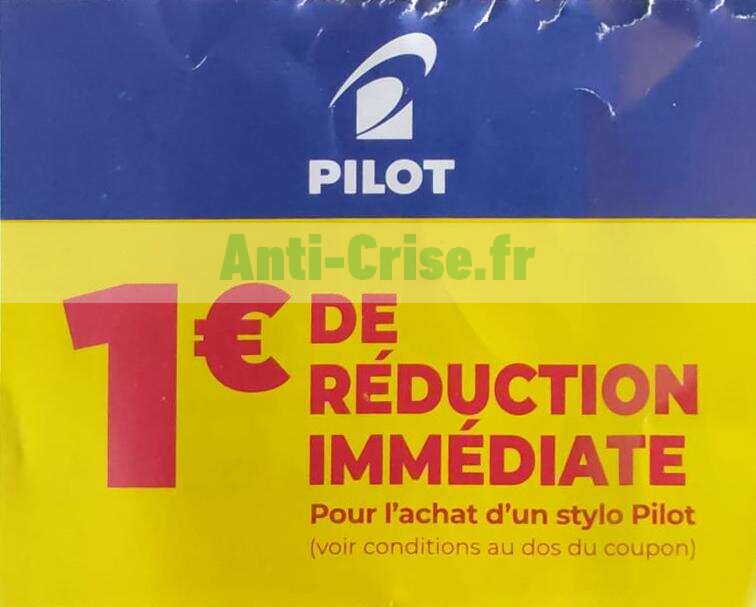 PILOT
Anti-Crise.fr
1€ DE
RÉDUCTION
IMMÉDIATE
Pour l'achat d'un stylo Pilot
(voir conditions au dos du coupon)